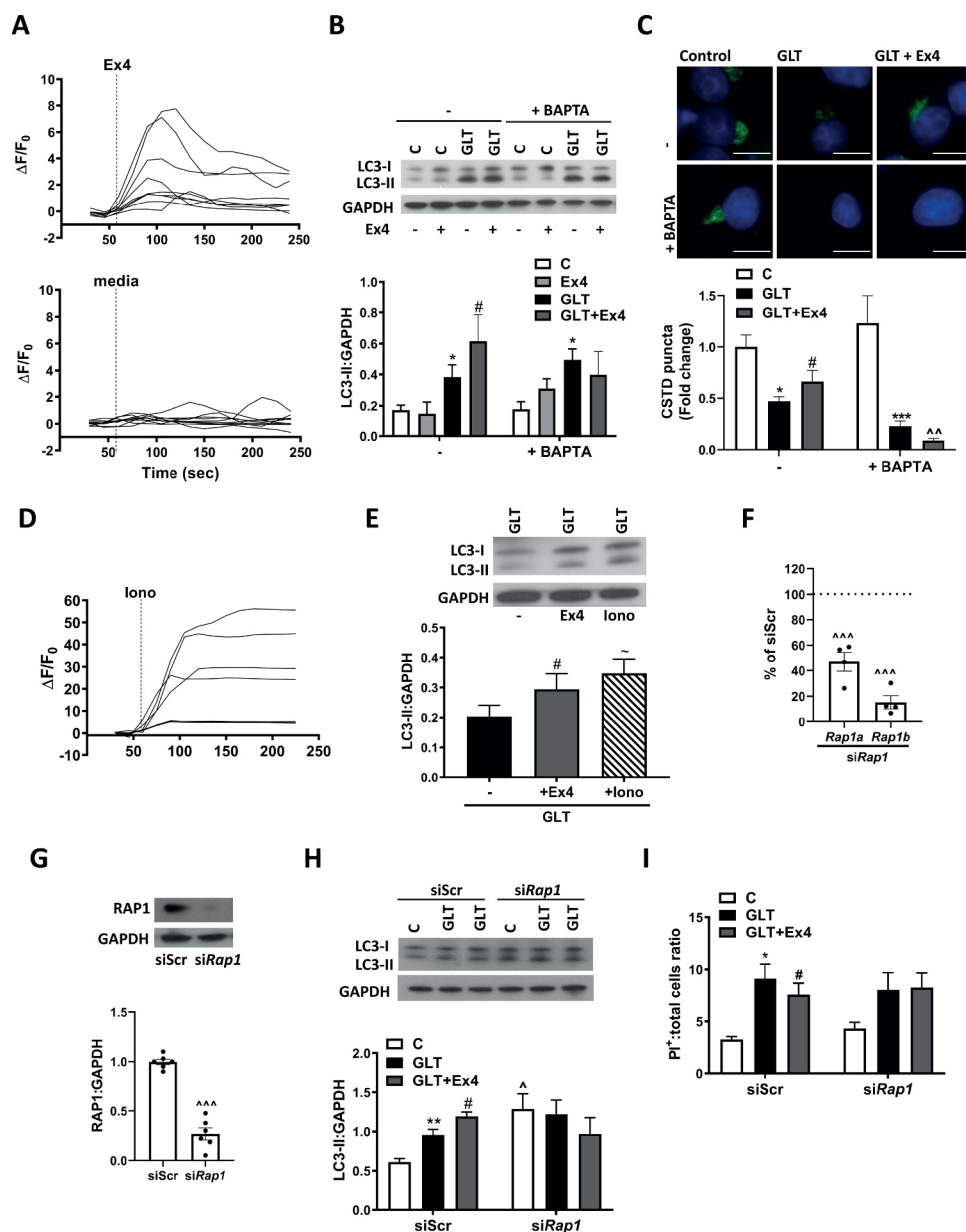 A
Ex4
10
8
6
4
2
0
-2
ΔF/F0
50 100 150 200 250
media
10
8
6
4
2
0
-2
ΔF/F0
50 100 150 200 250
Time (sec)
B
- + BAPTA
C C GLT GLT C C GLT GLT
LC3-I
LC3-II
GAPDH
Ex4 - + - + - + - +
C
Ex4
GLT
GLT+Ex4
LC3-II:GAPDH
1.0
0.8
0.6
0.4
0.2
0.0
* # *
- + BAPTA
C
Control GLT GLT + Ex4
-
+ BAPTA
C
GLT
GLT+Ex4
CSTD puncta
(Fold change)
1.5
1.0
0.5
0.0
* # *** ^^
- + BAPTA
D
Iono
60
50
40
30
20
10
0
-10
ΔF/F0
50 100 150 200 250
E
GLT GLT GLT
LC3-I
LC3-II
GAPDH
- Ex4 Iono
LC3-II:GAPDH
0.5
0.4
0.3
0.2
0.1
0.0
# ~
- +Ex4 +Iono
GLT
F
% of siScr
120
100
80
60
40
20
0
^^^ ^^^
Rap1a Rap1b
siRap1
G
RAP1
GAPDH
siScr siRap1
RAP1:GAPDH
1.5
1.0
0.5
0.0
^^^
siScr siRap1
H
siScr siRap1
C GLT GLT C GLT GLT
LC3-I
LC3-II
GAPDH
C
GLT
GLT+Ex4
LC3-II:GAPDH
2.0
1.5
1.0
0.5
0.0
** # ^
siScr siRap1
I
C
GLT
GLT+Ex4
PI+:total cells ratio
15
10
5
0
* #
siScr siRap1